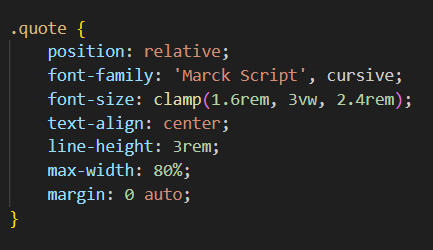 .quote {
    position: relative;
    font-family: 'Marck Script', cursive;
    font-size: clamp(1.6rem, 3vw, 2.4rem);
    text-align: center;
    line-height: 3rem;
    max-width: 80%;
    margin: 0 auto;
}